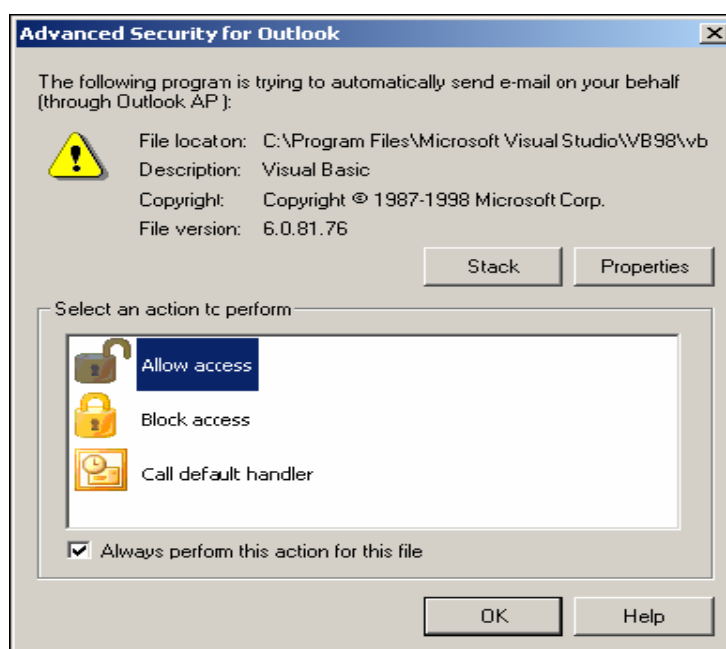 Advanced Security for Outlook
The following program is trying to automatically send e-mail on your behalf
(through Outlook AP ):
File locaton: C:\Program Files\Microsoft Visual Studio\VB98\vb
Description: Visual Basic
Copyright: Copyright © 1987-1998 Microsoft Corp.
File version: 6.0.81.76
Stack Properties
Select an action tc perform
Allow access
Block access
Call default handler
Always perform this action for this file
OK Help